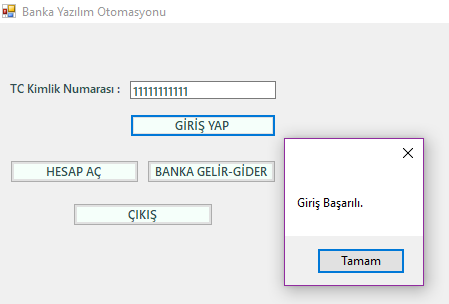 Banka Yazılım Otomasyonu
TC Kimlik Numarası : 11111111111
GİRİŞ YAP
HESAP AÇ BANKA GELİR-GİDER
ÇIKIŞ
Giriş Başarılı.
Tamam